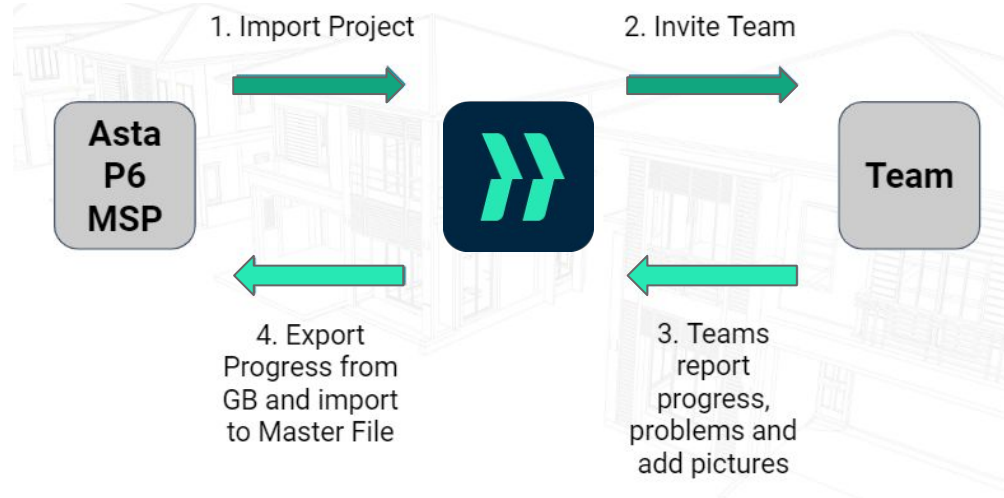 1. Import Project
2. Invite Team
Asta
P6
MSP
Team
4. Export
Progress from
GB and import
to Master File
3. Teams
report
progress,
problems and
add pictures